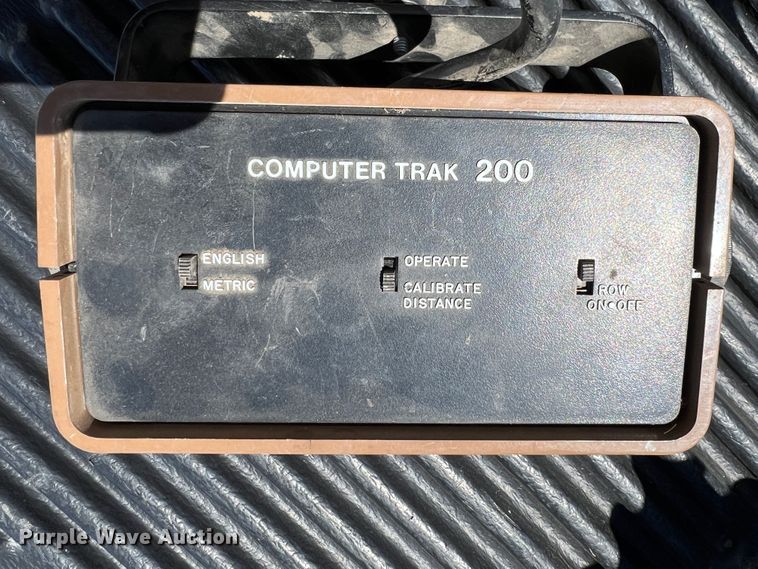 COMPUTER TRAK 200
ENGLISH
METRIC
OPERATE
CALIBRATE
DISTANCE
ROW
ON•OFF
Purple Wave Auction